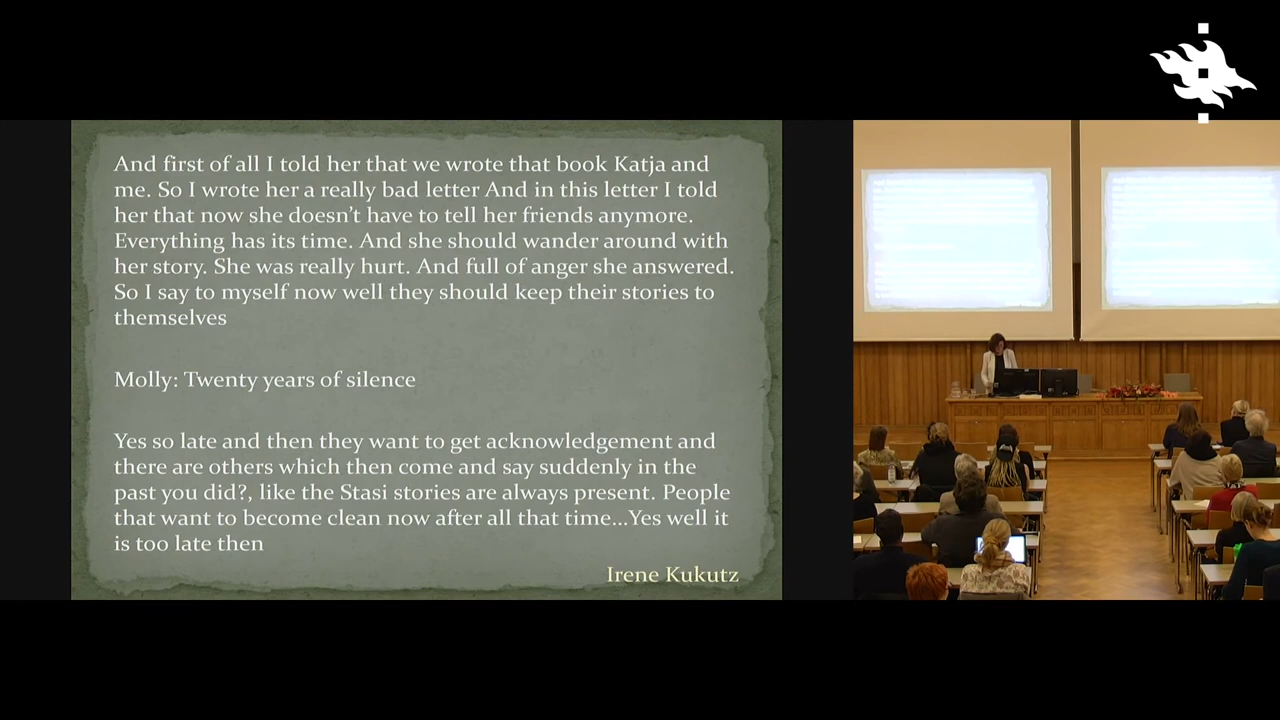 And first of all I told her that we wrote that book Katja and
me. So I wrote her a really bad letter And in this letter I told
her that now she doesn’t have to tell her friends anymore.
Everything has its time. And she should wander around with
her story. She was really hurt. And full of anger she answered.
So I say to myself now well they should keep their stories to
themselves
Molly: Twenty years of silence
Yes so late and then they want to get acknowledgement and
there are others which then come and say suddenly in the
past you did?, like the Stasi stories are always present. People
that want to become clean now after all that time...Yes well it
is too late then
Irene Kukutz